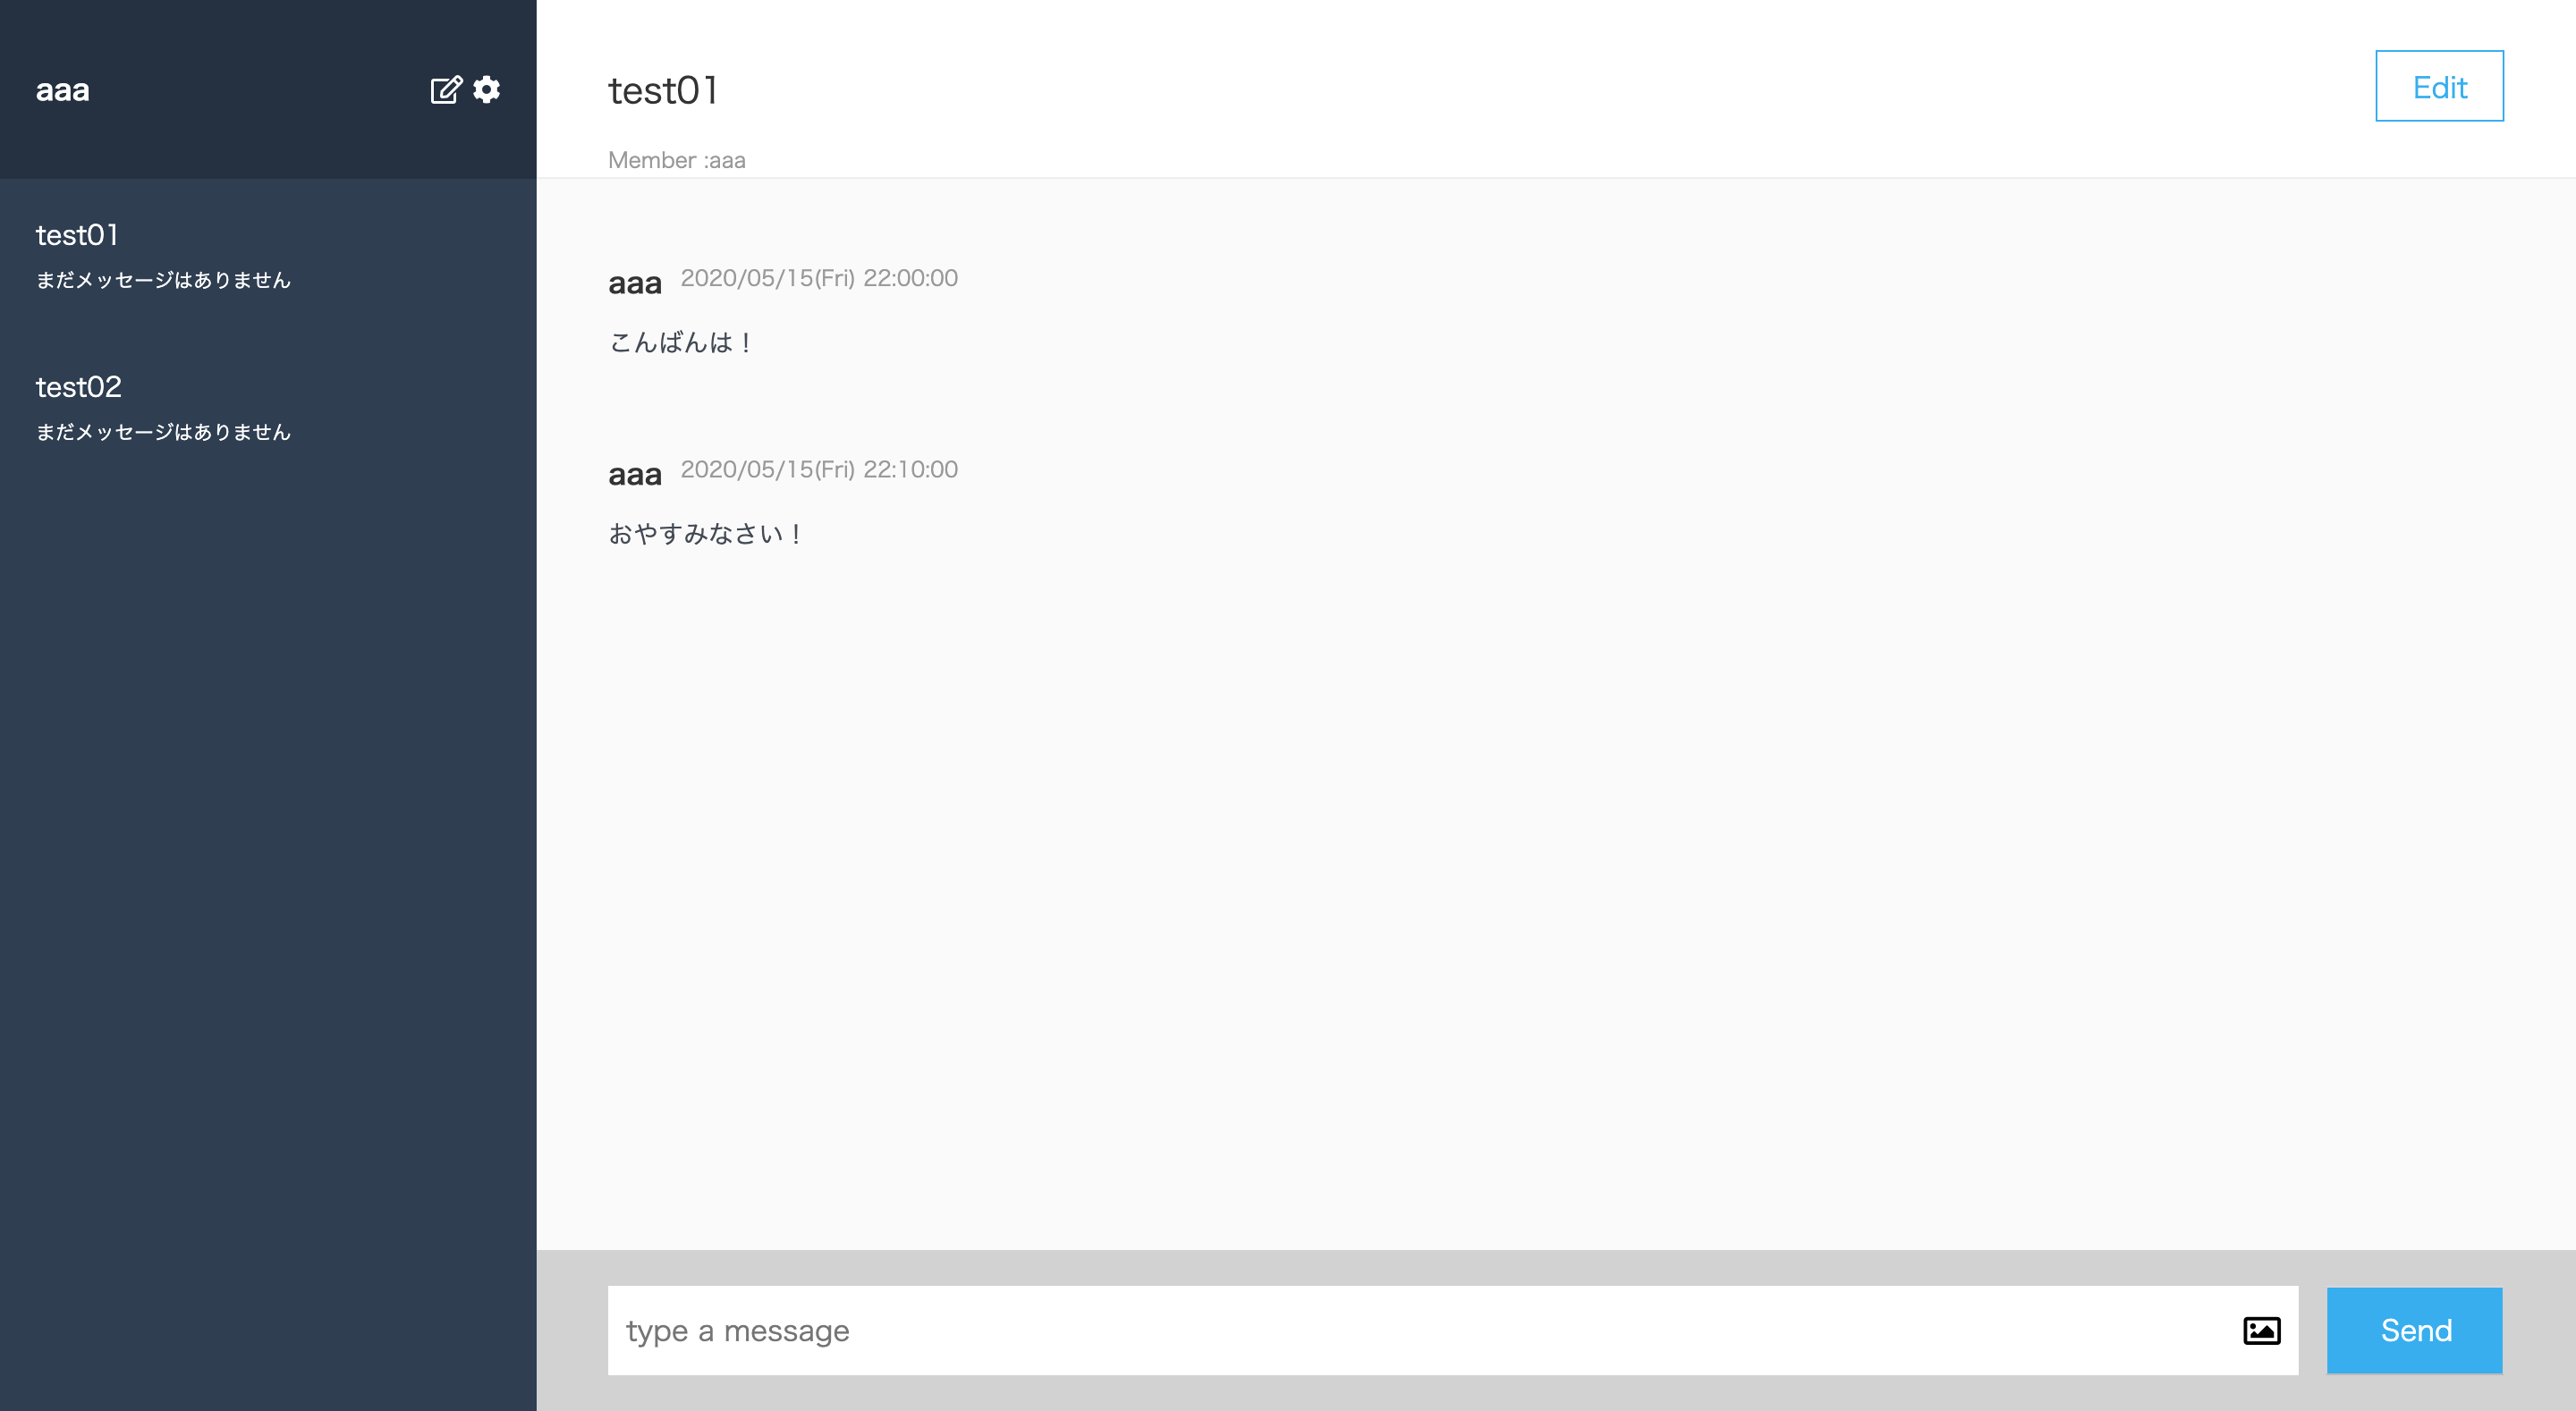 aaa
test01
まだメッセージはありません
test02
まだメッセージはありません
test01
Edit
Member :aaa
aaa 2020/05/15(Fri) 22:00:00
こんばんは！
aaa 2020/05/15(Fri) 22:10:00
おやすみなさい！
type a message
Send